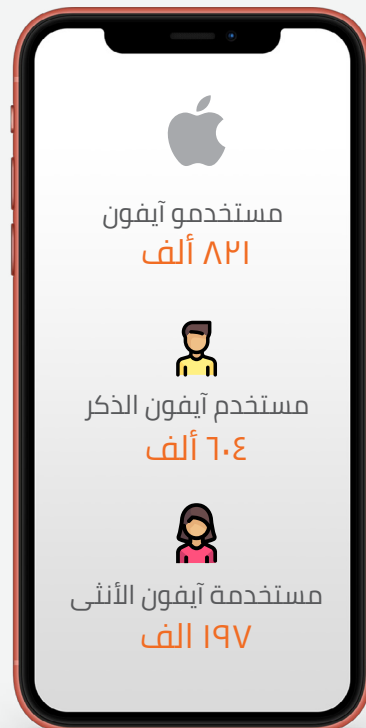 مستخدمو آيفون
٨٢١ ألف
مستخدم آيفون الذكر
٦٠٤ ألف
مستخدمة آيفون الأنثى
١٩٧ الف